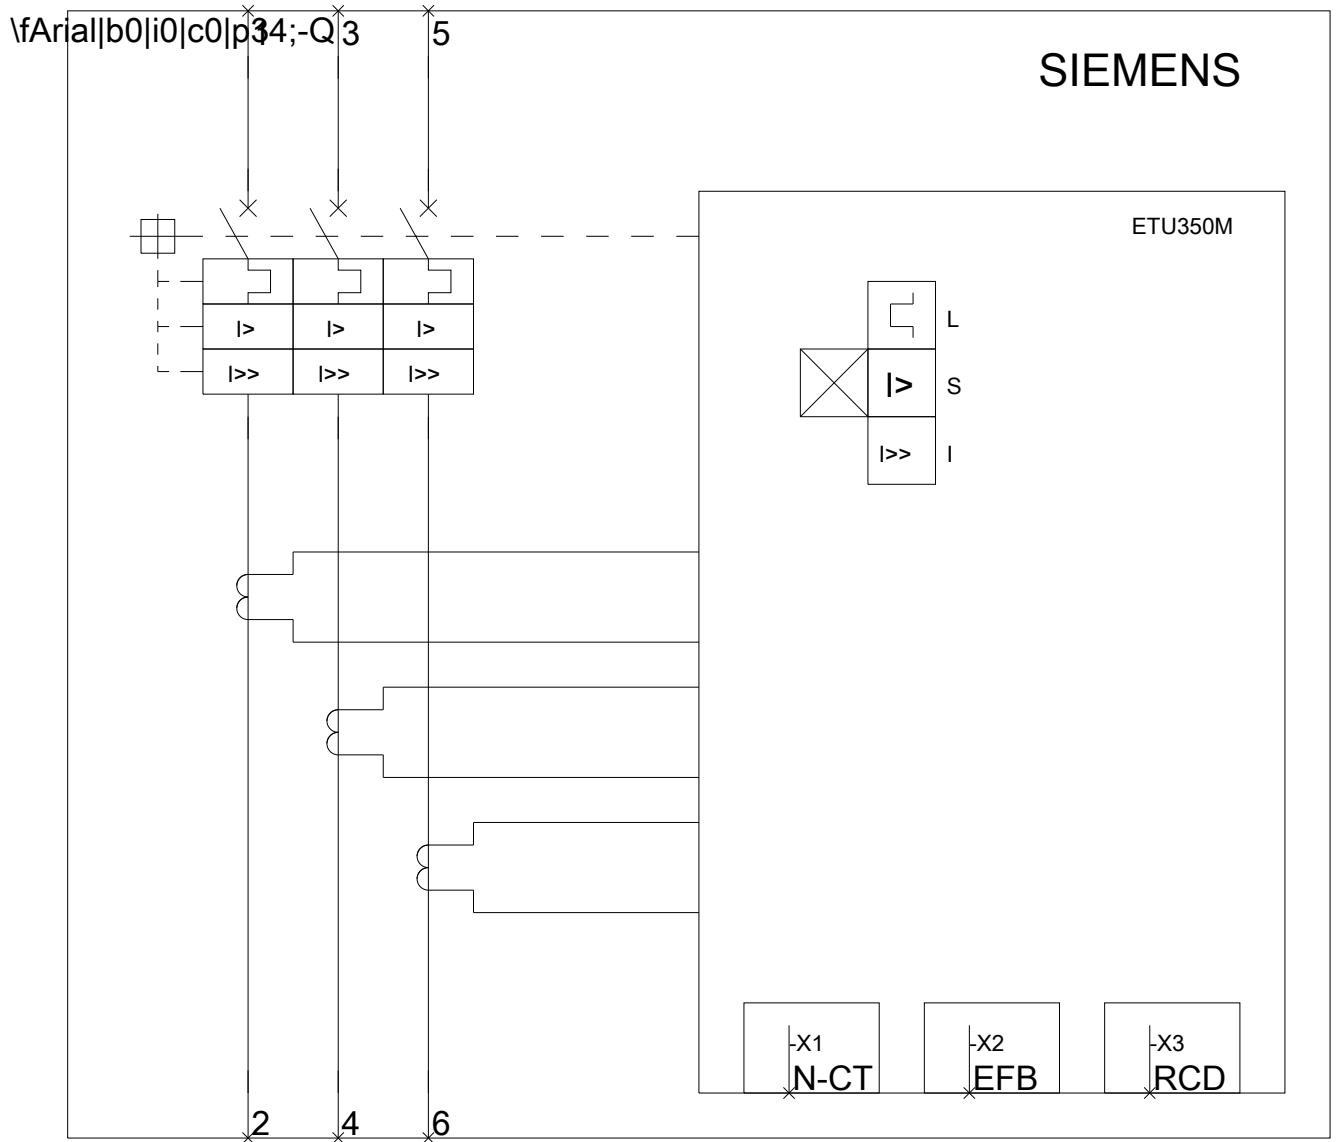 \fArial|b0|i0|c0|p34;-Q
1 3 5
SIEMENS
ETU350M
I> I> I>
I>> I>> I>>
L
I> S
I>> I
-X1 -X2 -X3
N-CT EFB RCD
2 4 6